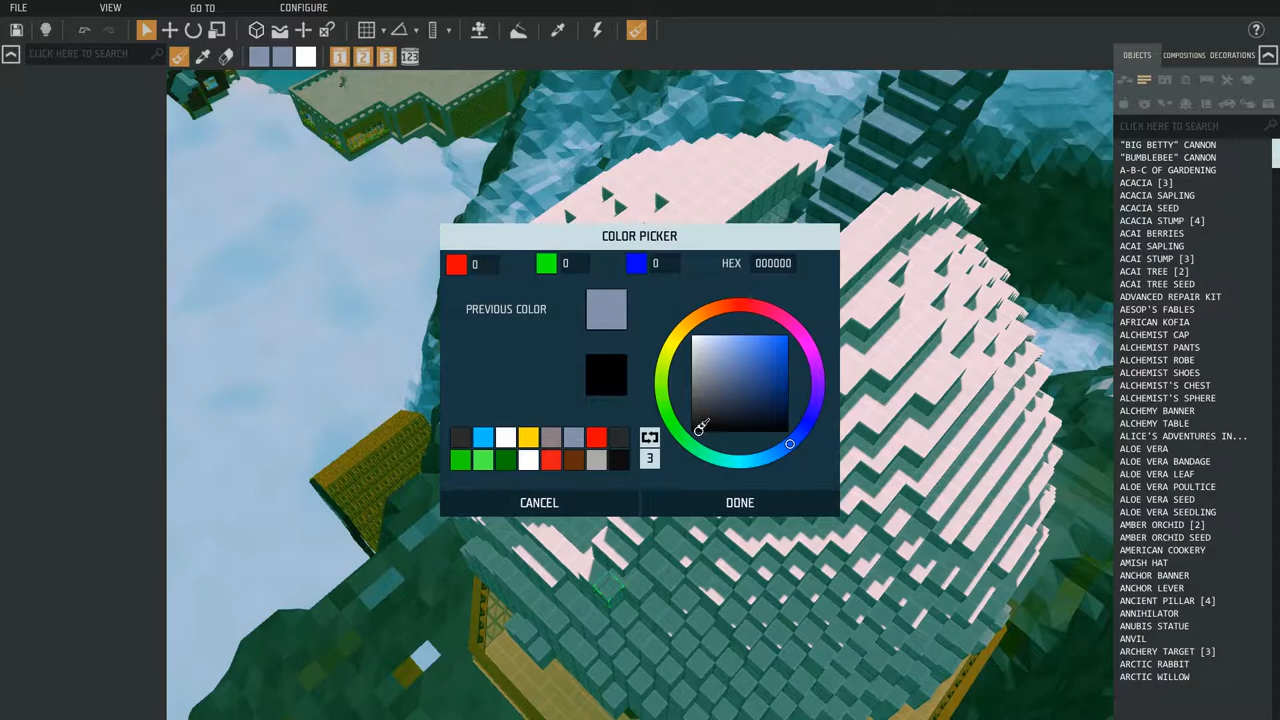 FILE VIEW GO TO CONFIGURE
CLICK HERE TO SEARCH
1 2 3 123
OBJECTS COMPOSITIONS DECORATIONS
CLICK HERE TO SEARCH
COLOR PICKER
0 0 0 HEX 000000
PREVIOUS COLOR
3
CANCEL DONE
"BIG BETTY" CANNON
"BUMBLEBEE" CANNON
A-B-C OF GARDENING
ACACIA [3]
ACACIA SAPLING
ACACIA SEED
ACACIA STUMP [4]
ACAI BERRIES
ACAI SAPLING
ACAI STUMP [3]
ACAI TREE [2]
ACAI TREE SEED
ADVANCED REPAIR KIT
AESOP'S FABLES
AFRICAN KOFIA
ALCHEMIST CAP
ALCHEMIST PANTS
ALCHEMIST ROBE
ALCHEMIST SHOES
ALCHEMIST'S CHEST
ALCHEMIST'S SPHERE
ALCHEMY BANNER
ALCHEMY TABLE
ALICE'S ADVENTURES IN...
ALOE VERA
ALOE VERA BANDAGE
ALOE VERA LEAF
ALOE VERA POULTICE
ALOE VERA SEED
ALOE VERA SEEDLING
AMBER ORCHID [2]
AMBER ORCHID SEED
AMERICAN COOKERY
AMISH HAT
ANCHOR BANNER
ANCHOR LEVER
ANCIENT PILLAR [4]
ANNIHILATOR
ANUBIS STATUE
ANVIL
ARCHERY TARGET [3]
ARCTIC RABBIT
ARCTIC WILLOW